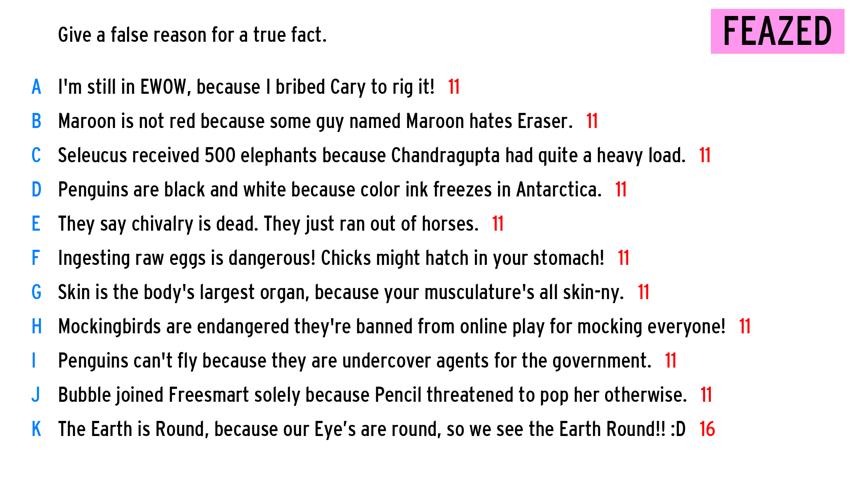 Give a false reason for a true fact.
FEAZED
A I'm still in EWOW, because I bribed Cary to rig it! 11
B Maroon is not red because some guy named Maroon hates Eraser. 11
C Seleucus received 500 elephants because Chandragupta had quite a heavy load. 11
D Penguins are black and white because color ink freezes in Antarctica. 11
E They say chivalry is dead. They just ran out of horses. 11
F Ingesting raw eggs is dangerous! Chicks might hatch in your stomach! 11
G Skin is the body's largest organ, because your musculature's all skin-ny. 11
H Mockingbirds are endangered they're banned from online play for mocking everyone! 11
I Penguins can't fly because they are undercover agents for the government. 11
J Bubble joined Freesmart solely because Pencil threatened to pop her otherwise. 11
K The Earth is Round, because our Eye’s are round, so we see the Earth Round!! :D 16